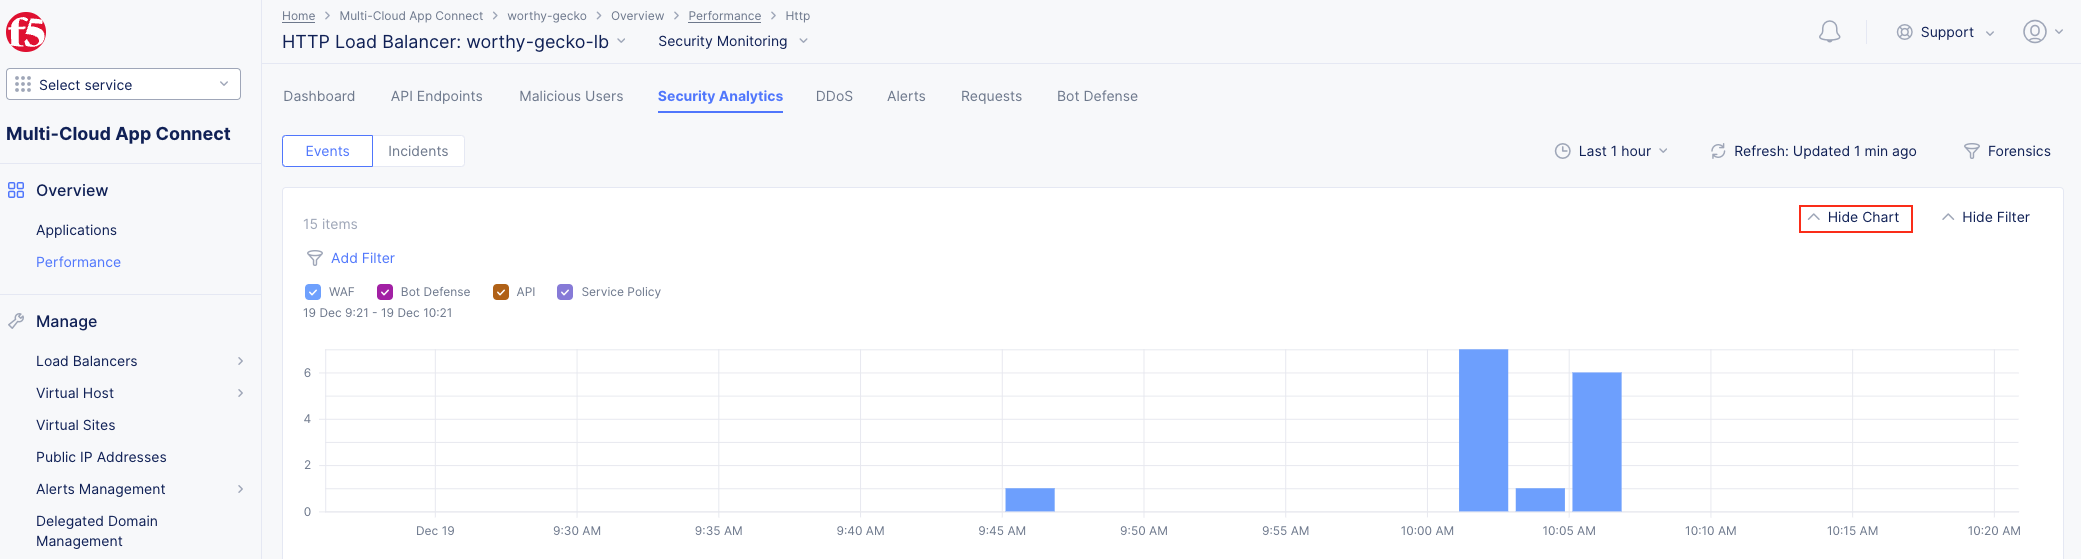 f5
Home > Multi-Cloud App Connect > worthy-gecko > Overview > Performance > Http
HTTP Load Balancer: worthy-gecko-lb
Security Monitoring
Support
Select service
Multi-Cloud App Connect
Overview
Applications
Performance
Manage
Load Balancers
Virtual Host
Virtual Sites
Public IP Addresses
Alerts Management
Delegated Domain
Management
Dashboard API Endpoints Malicious Users Security Analytics DDoS Alerts Requests Bot Defense
Events Incidents
Last 1 hour
Refresh: Updated 1 min ago
Forensics
15 items
Hide Chart
Hide Filter
Add Filter
WAF Bot Defense API Service Policy
19 Dec 9:21 - 19 Dec 10:21
6
4
2
0
Dec 19 9:30 AM 9:35 AM 9:40 AM 9:45 AM 9:50 AM 9:55 AM 10:00 AM 10:05 AM 10:10 AM 10:15 AM 10:20 AM